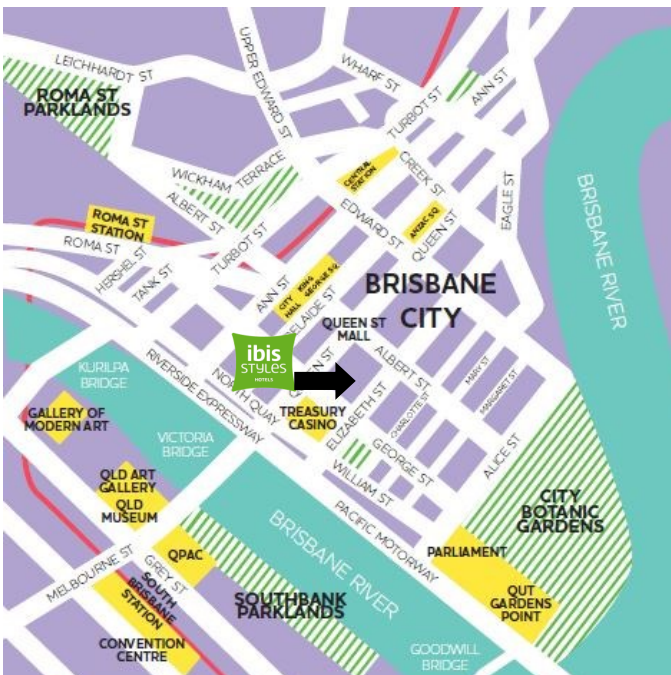 LEICHHARDT ST
UPPER EDWARD ST
WHARF ST
TURBOT ST
ANN ST
ROMA ST
PARKLANDS
WICKHAM TERRACE
CENTRAL
STATION
CREEK ST
EAGLE ST
BRISBANE RIVER
ALBERT ST
ROMA ST
STATION
EDWARD ST
ANZAC SQ
QUEEN ST
ROMA ST
HERSHEL ST
TANK ST
TURBOT ST
ANN ST
CITY
HALL
KING
GEORGE SQ
ELAIDE ST
BRISBANE
CITY
QUEEN ST
MALL
ibis
STYLES
HOTELS
EN ST
ALBERT ST
MARY ST
MARGARET ST
KURILPA
BRIDGE
RIVERSIDE EXPRESSWAY
NORTH QUAY
TREASURY
CASINO
ELIZABETH ST
CHARLOTTE ST
GALLERY OF
MODERN ART
VICTORIA
BRIDGE
GEORGE ST
ALICE ST
WILLIAM ST
QLD ART
GALLERY
QLD
MUSEUM
PACIFIC MOTORWAY
CITY
BOTANIC
GARDENS
BRISBANE RIVER
PARLIAMENT
QPAC
MELBOURNE ST
GREY ST
SOUTH
BRISBANE
STATION
SOUTHBANK
PARKLANDS
QUT
GARDENS
POINT
CONVENTION
CENTRE
GOODWILL
BRIDGE